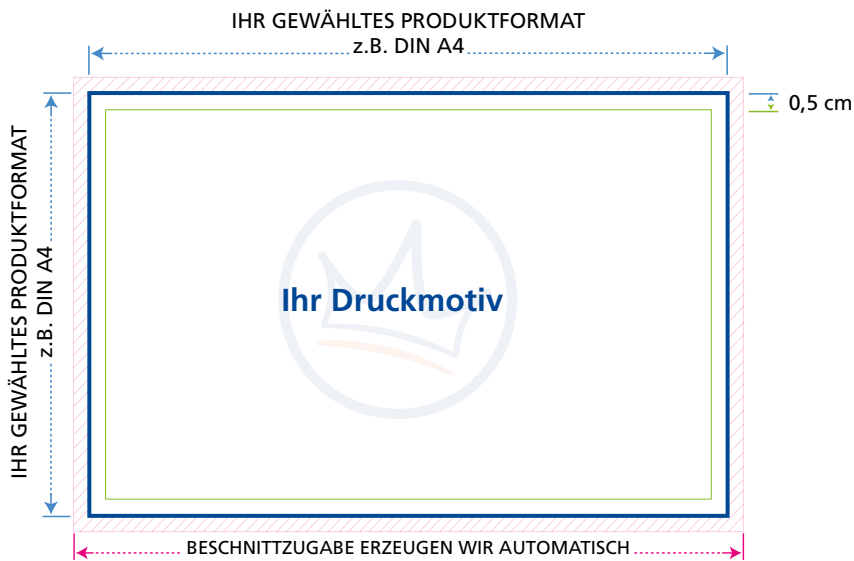 IHR GEWÄHLTES PRODUKTFORMAT
z.B. DIN A4
0,5 cm
IHR GEWÄHLTES PRODUKTFORMAT
z.B. DIN A4
Ihr Druckmotiv
BESCHNITTZUGABE ERZEUGEN WIR AUTOMATISCH